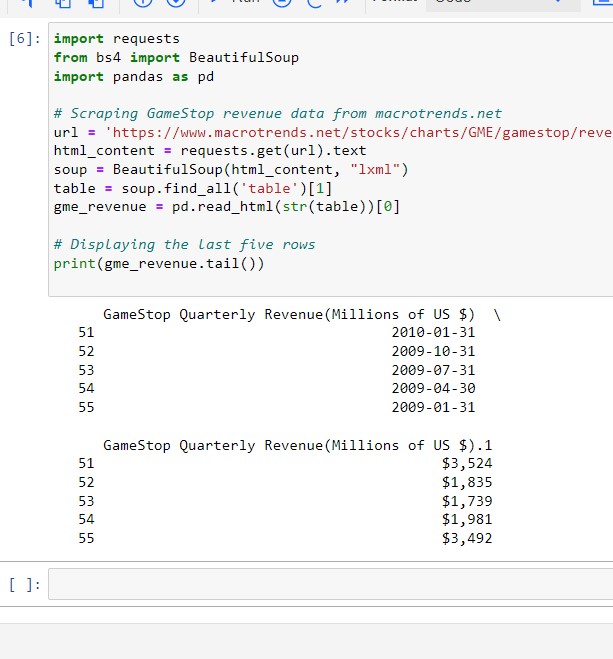 [6]: import requests
from bs4 import BeautifulSoup
import pandas as pd
# Scraping GameStop revenue data from macrotrends.net
url = 'https://www.macrotrends.net/stocks/charts/GME/gamestop/reve
html_content = requests.get(url).text
soup = BeautifulSoup(html_content, "lxml")
table = soup.find_all('table')[1]
gme_revenue = pd.read_html(str(table))[0]
# Displaying the last five rows
print(gme_revenue.tail())
GameStop Quarterly Revenue(Millions of US $) \
51 2010-01-31
52 2009-10-31
53 2009-07-31
54 2009-04-30
55 2009-01-31
GameStop Quarterly Revenue(Millions of US $).1
51 $3,524
52 $1,835
53 $1,739
54 $1,981
55 $3,492
[ ]: